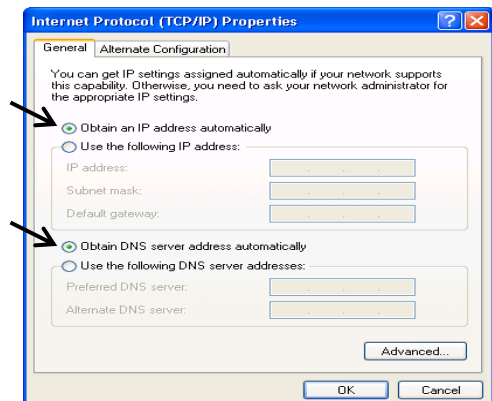 Internet Protocol (TCP/IP) Properties
General
Alternate Configuration
You can get IP settings assigned automatically if your network supports
this capability. Otherwise, you need to ask your network administrator for
the appropriate IP settings.
Obtain an IP address automatically
Use the following IP address:
IP address:
Subnet mask:
Default gateway:
Obtain DNS server address automatically
Use the following DNS server addresses:
Preferred DNS server:
Alternate DNS server:
Advanced...
OK
Cancel